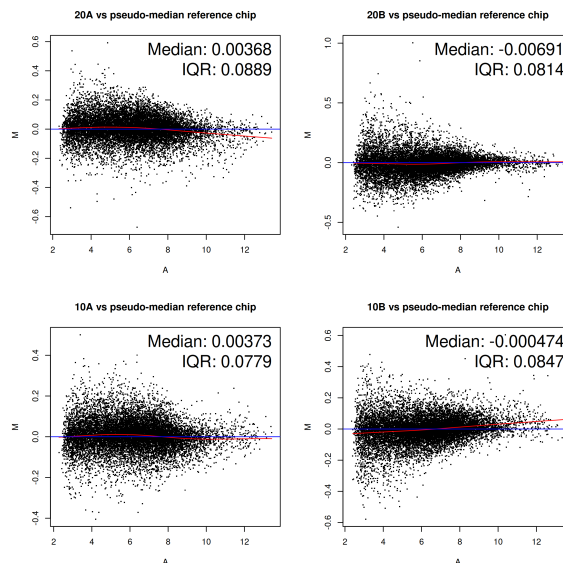 20A vs pseudo-median reference chip
Median: 0.00368
IQR: 0.0889
0.6
0.4
0.2
0.0
-0.2
-0.4
-0.6
M
2 4 6 8 10 12
A
20B vs pseudo-median reference chip
Median: -0.00691
IQR: 0.0814
1.0
0.5
0.0
-0.5
M
2 4 6 8 10 12
A
10A vs pseudo-median reference chip
Median: 0.00373
IQR: 0.0779
0.4
0.2
0.0
-0.2
-0.4
M
2 4 6 8 10 12
A
10B vs pseudo-median reference chip
Median: -0.000474
IQR: 0.0847
0.6
0.4
0.2
0.0
-0.2
-0.4
-0.6
M
2 4 6 8 10 12
A